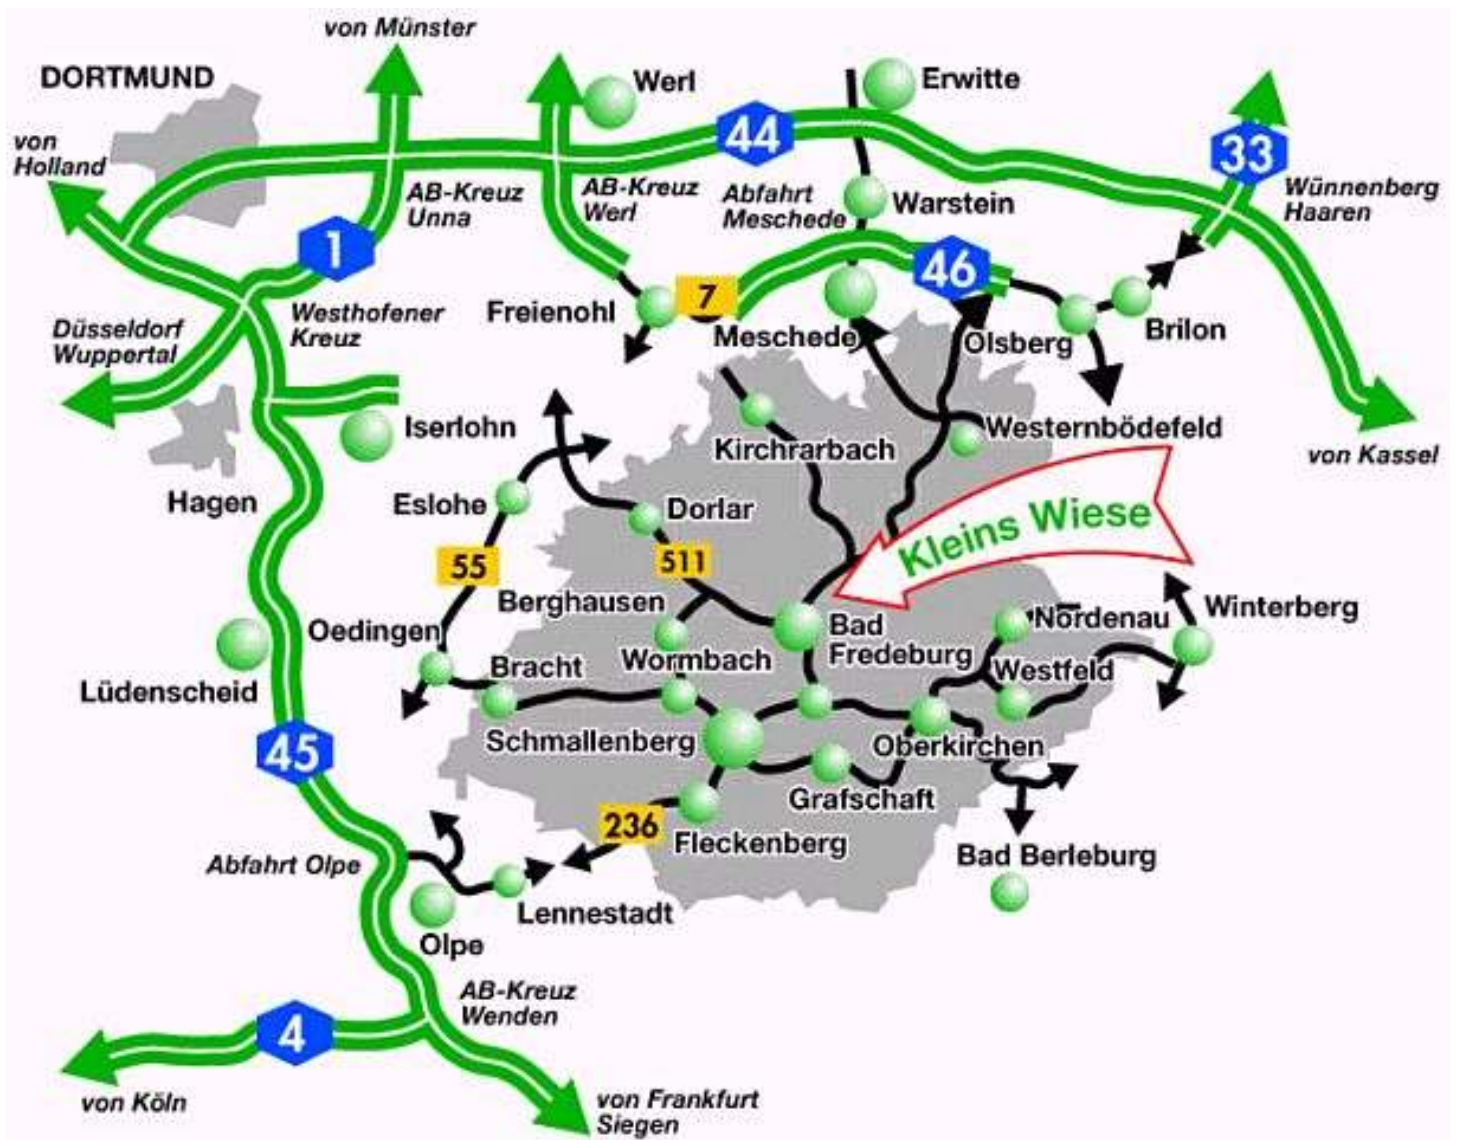 von Münster
DORTMUND
Werl
Erwitte
von
Holland
44
33
AB-Kreuz
Unna
AB-Kreuz
Werl
Abfahrt
Meschede
Warstein
Wünnenberg
Haaren
1
46
7
Freienohl
Westhofener
Kreuz
Düsseldorf
Wuppertal
Meschede
Olsberg
Brilon
Iserlohn
Kirchrarbach
Westernbödefeld
von Kassel
Hagen
Eslohe
Dorlar
Kleins Wiese
55
511
Berghausen
Nordenau
Winterberg
Oedingen
Bad
Fredeburg
Bracht
Wormbach
Westfeld
Lüdenscheid
45
Schmallenberg
Oberkirchen
Grafschaft
236
Fleckenberg
Bad Berleburg
Abfahrt Olpe
Lennestadt
Olpe
AB-Kreuz
Wenden
4
von Köln
von Frankfurt
Siegen